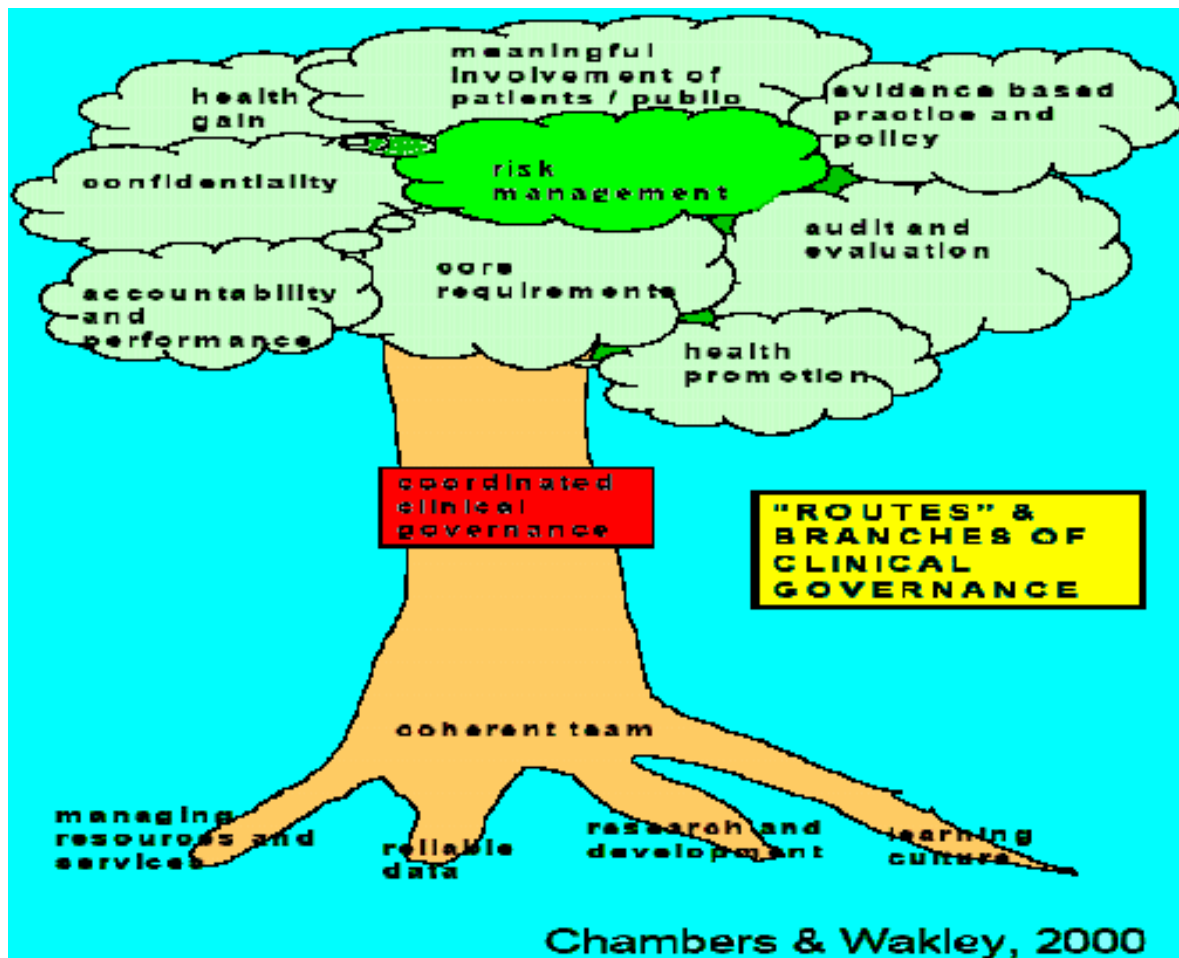 meaningful
involvement of
patients / public
health
gain
evidence based
practice and
policy
risk
management
confidentiality
audit and
evaluation
core
requirements
accountability
and
performance
health
promotion
coordinated
clinical
governance
"ROUTES" &
BRANCHES OF
CLINICAL
GOVERNANCE
coherent team
managing
resources and
services
reliable
data
research and
development
learning
culture
Chambers & Wakley, 2000